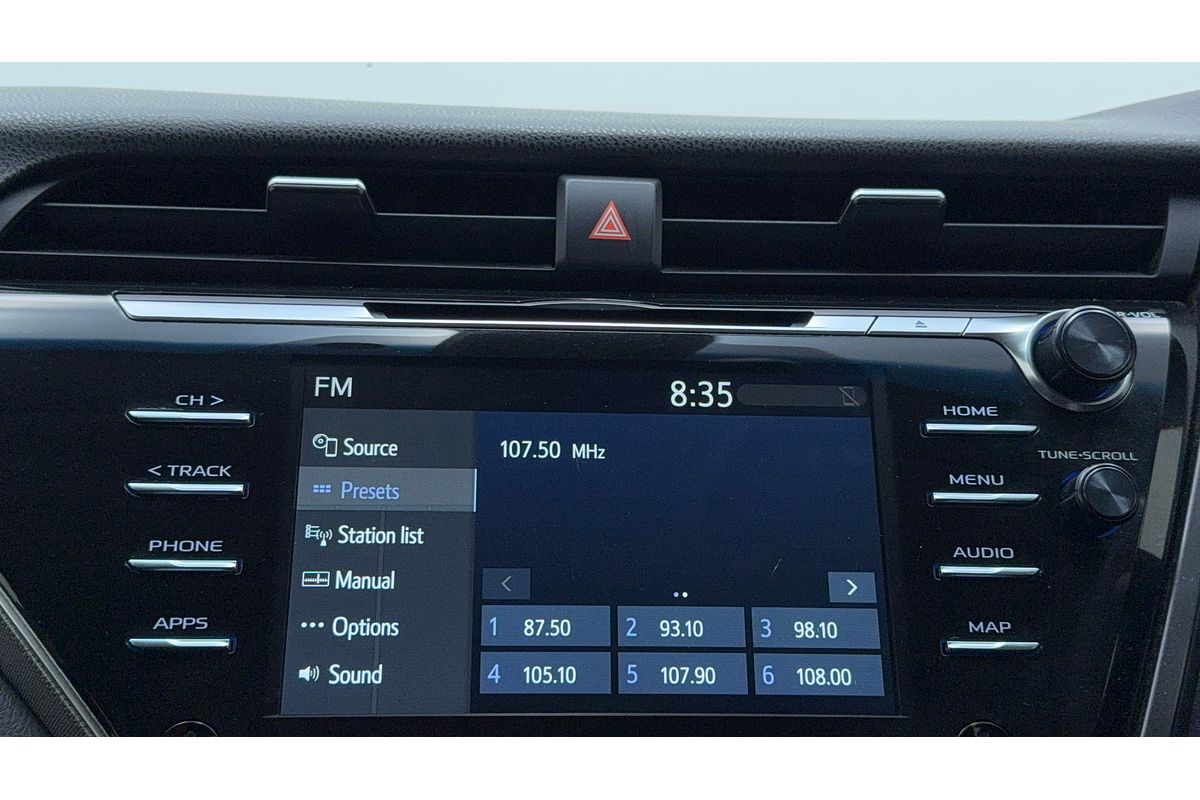 R•VOL
CH >
< TRACK
PHONE
APPS
FM
8:35
Source
Presets
Station list
Manual
Options
Sound
107.50 MHz
<
>
1 87.50
2 93.10
3 98.10
4 105.10
5 107.90
6 108.00
HOME
TUNE•SCROLL
MENU
AUDIO
MAP